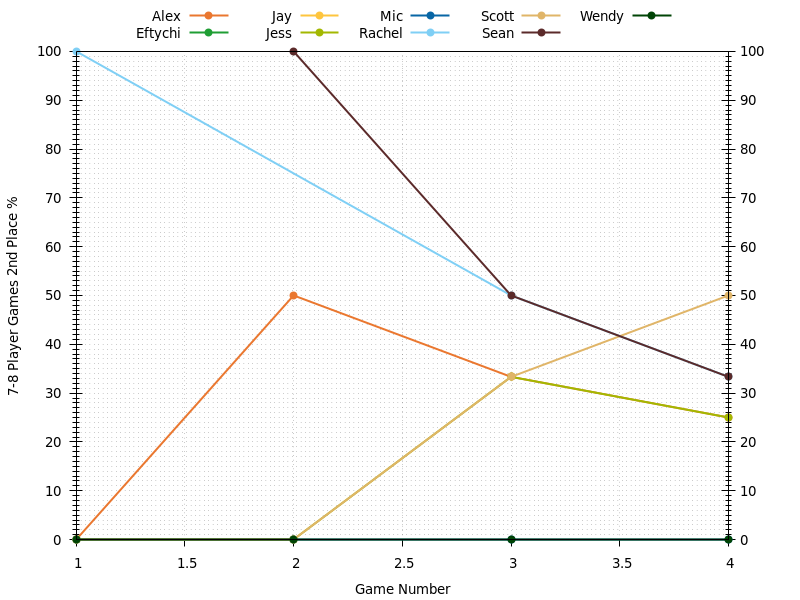 Alex Jay Mic Scott Wendy
Eftychi Jess Rachel Sean
100 100
90 90
80 80
70 70
60 60
50 50
40 40
30 30
20 20
10 10
0 0
1 1.5 2 2.5 3 3.5 4
7-8 Player Games 2nd Place %
Game Number